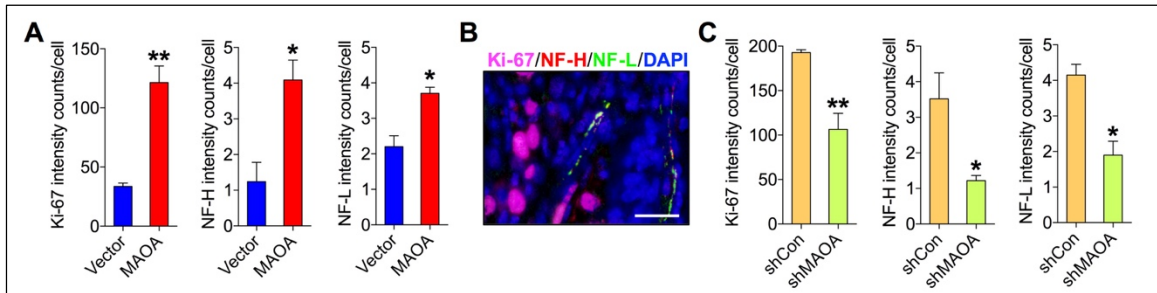 A
Ki-67 intensity counts/cell
150
100
50
0
**
Vector
MAOA
NF-H intensity counts/cell
5
4
3
2
1
0
*
Vector
MAOA
NF-L intensity counts/cell
5
4
3
2
1
0
*
Vector
MAOA
B
Ki-67/NF-H/NF-L/DAPI
C
Ki-67 intensity counts/cell
200
150
100
50
0
**
shCon
shMAOA
NF-H intensity counts/cell
5
4
3
2
1
0
*
shCon
shMAOA
NF-L intensity counts/cell
5
4
3
2
1
0
*
shCon
shMAOA